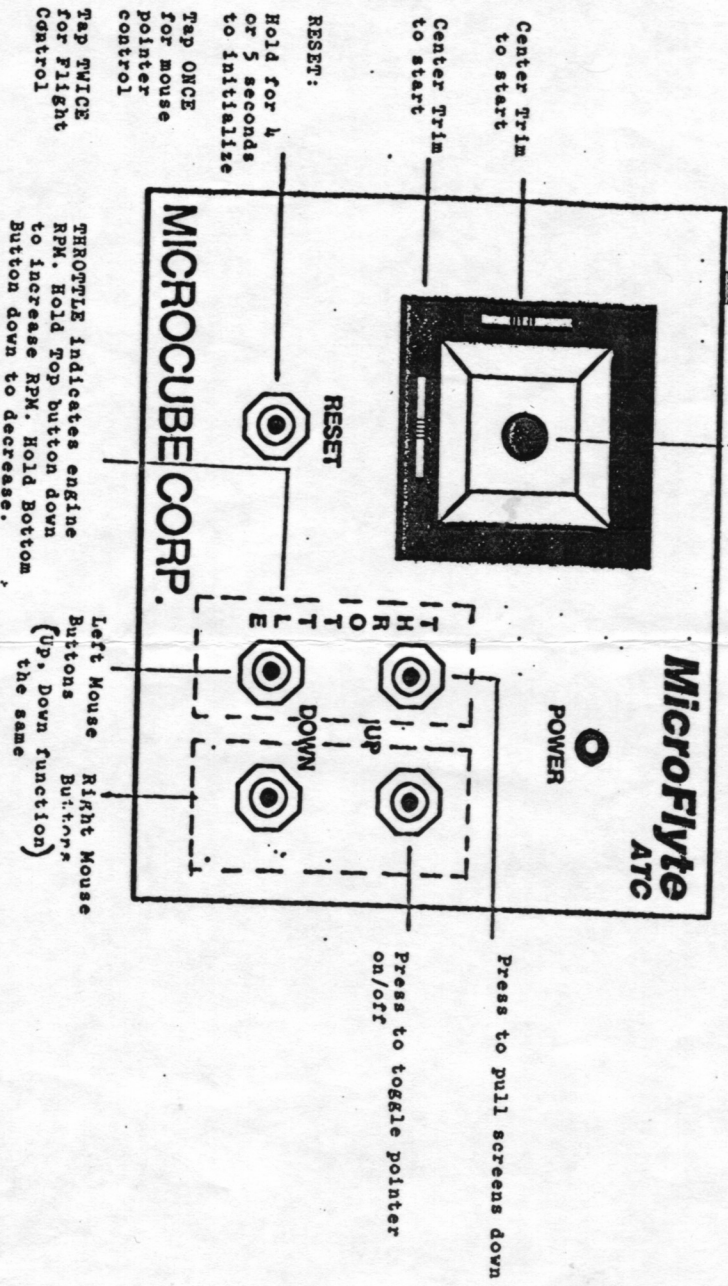 Center Trim
to start
Center Trim
to start
RESET:
Hold for 4
or 5 seconds
to initialize
Tap ONCE
for mouse
pointer
control
Tap TWICE
for Flight
Control
MicroFlyte
ATC
POWER
RESET
THROTTLE
UP
DOWN
MICROCUBE CORP.
Press to pull screens down
Press to toggle pointer
on/off
THROTTLE indicates engine
RPM. Hold Top button down
to increase RPM. Hold Bottom
Button down to decrease.
Left Mouse
Buttons
Right Mouse
Buttons
(Up, Down function)
the same